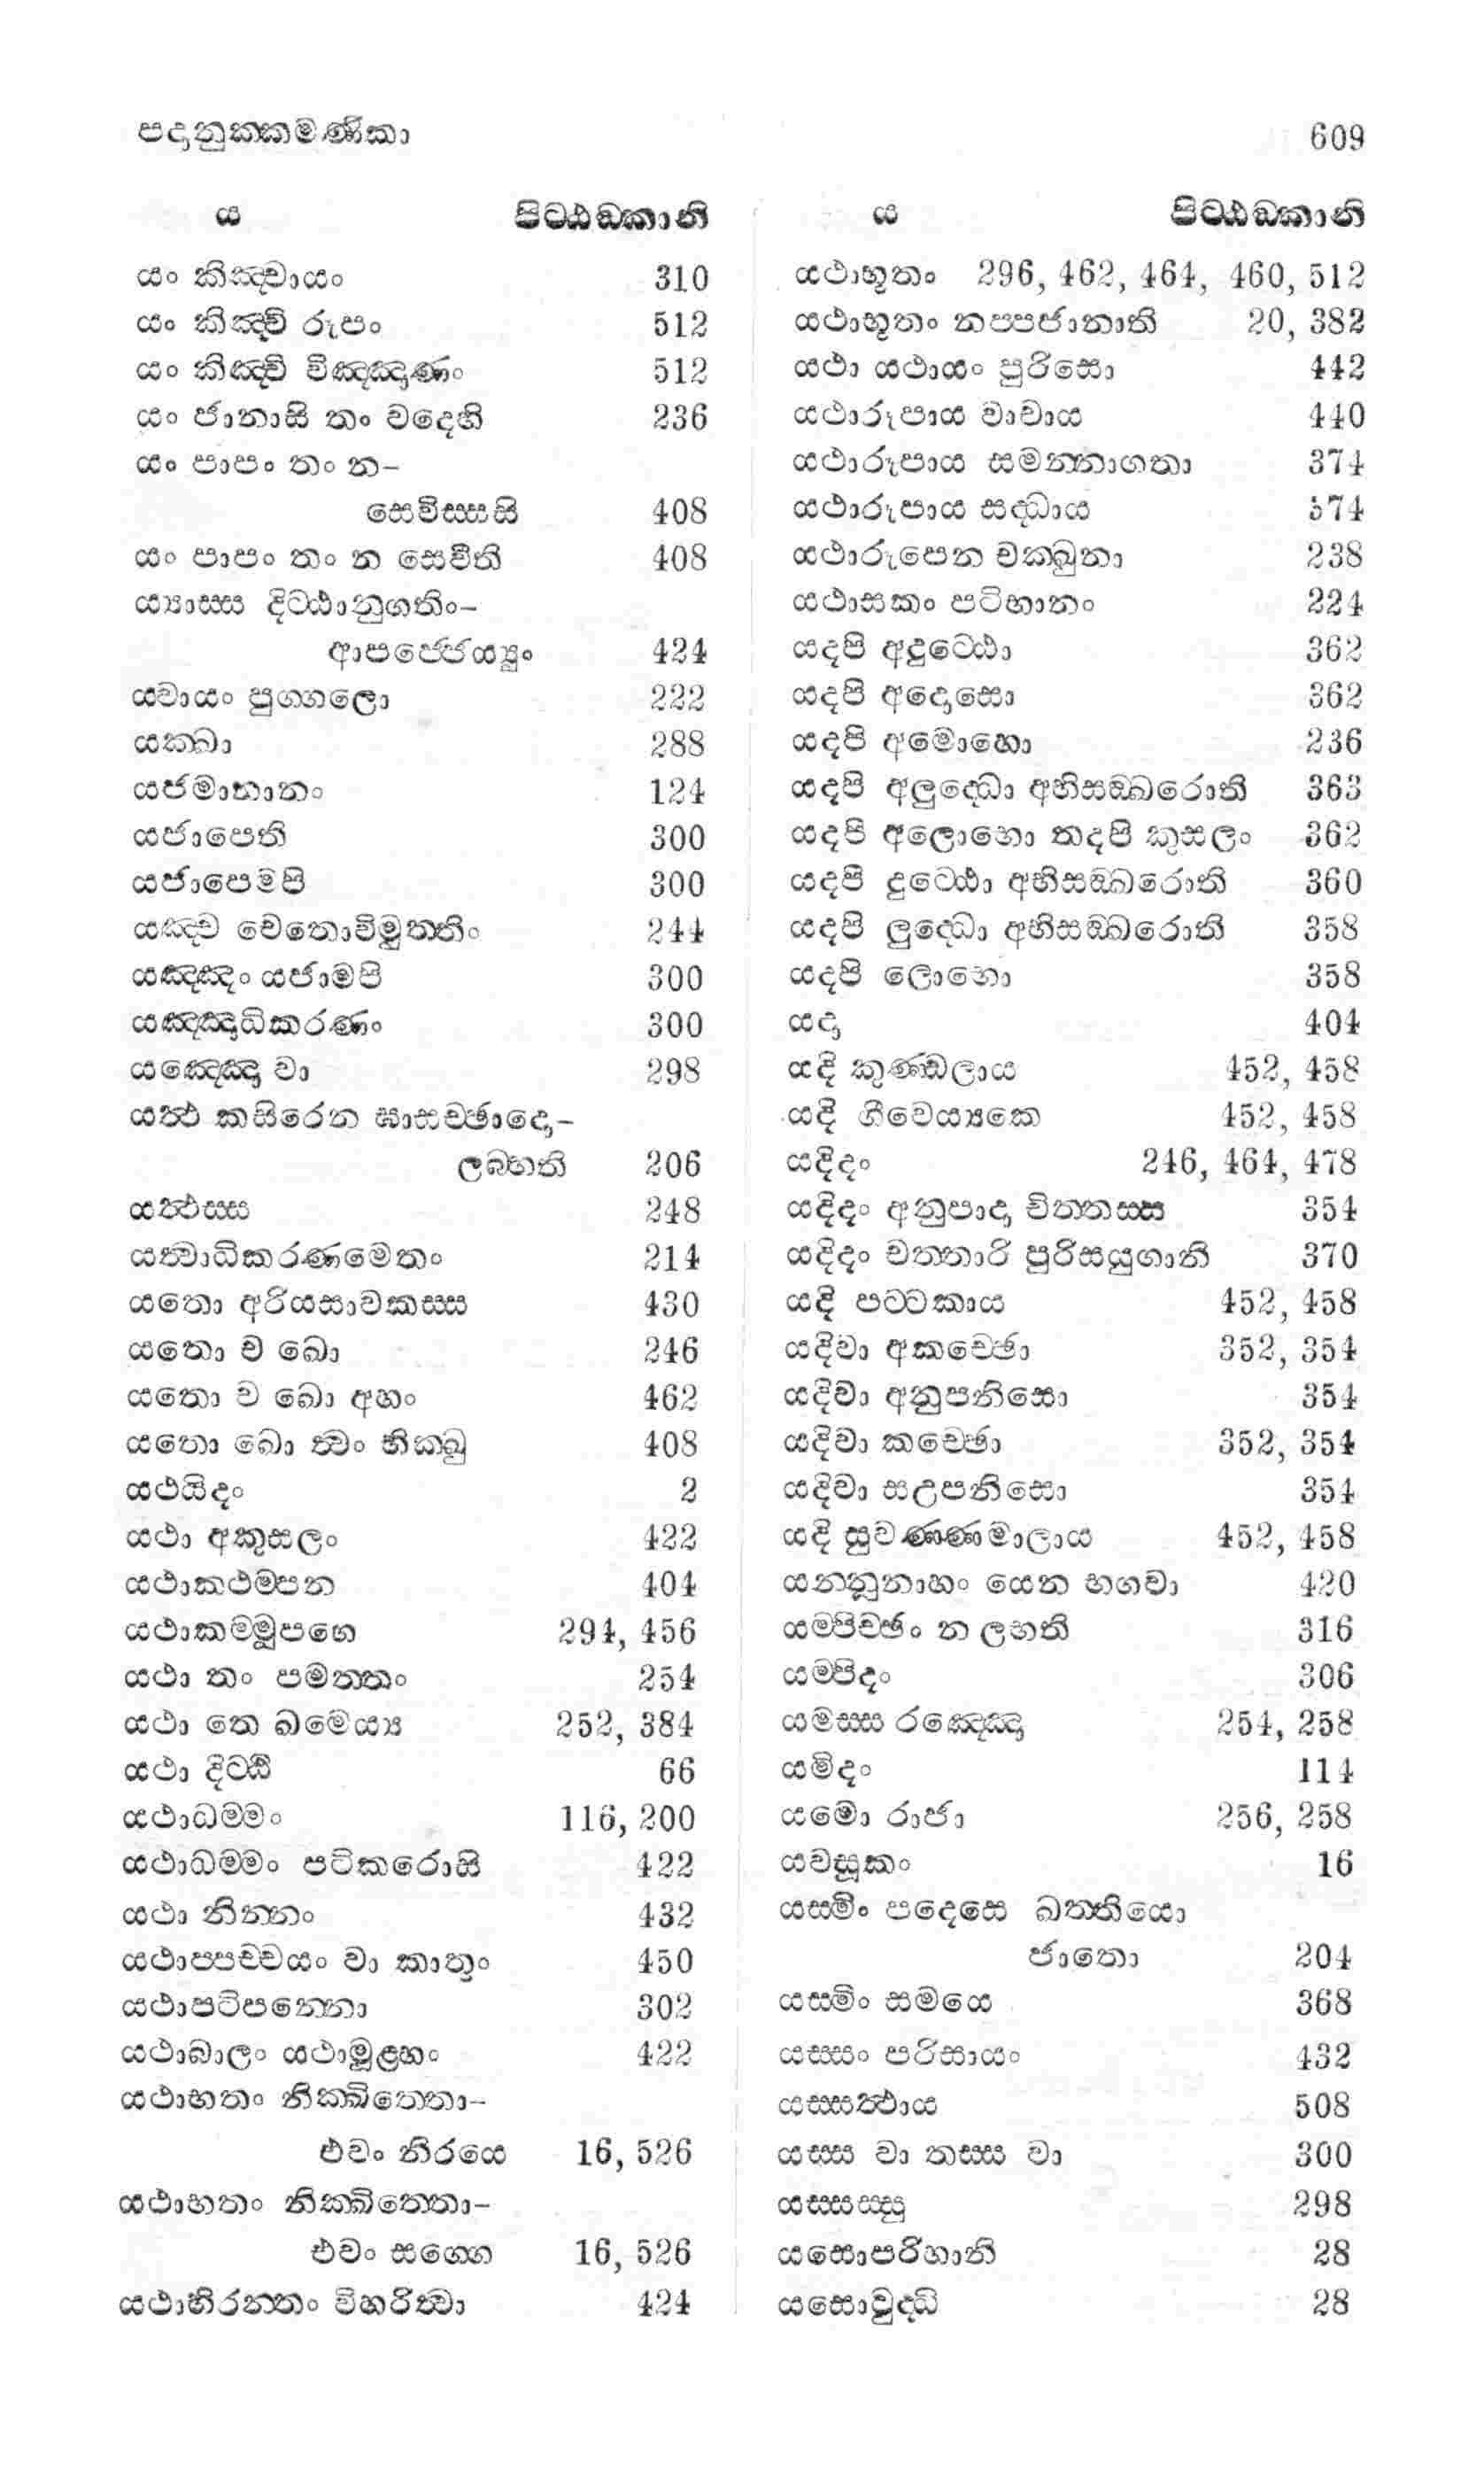 පදානුක්කමණිකා 609
ය පිට්ඨඞ්කානි
යං කිඤ්චායං 310
යං කිඤ්චි රූපං 512
යං කිඤ්චි විඤ්ඤාණං 512
යං ජානාසි තං වදෙහි 236
යං පාපං තං න-
සෙවිස්සසි 408
යං පාපං තං න සෙවිති 408
ය්‍යාස්ස දිට්ඨානුගතිං-
ආපජ්ජෙය්‍යුං 424
යවායං පුග්ගලො 222
යක්ඛා 288
යජමානානං 124
යජාපෙති 300
යජාපෙමපි 300
යඤ්ච චෙතොවිමුත්තිං 244
යඤ්ඤං යජාමපි 300
යඤ්ඤාධිකරණං 300
යඤ්ඤෙ වා 298
යත්‍ථ කසිරෙන ඝාසච්ඡාදො-
ලබ්භති 206
යත්‍ථස්ස 248
යත්‍වාධිකරණමෙතං 214
යතො අරියසාවකස්ස 430
යතො ච ඛො 246
යතො ව ඛො අහං 462
යතො ඛො ත්‍වං භික්ඛු 408
යථයිදං 2
යථා අකුසලං 422
යථාකථම්පන 404
යථාකම්මූපගෙ 294, 456
යථා තං පමත්තං 254
යථා තෙ ඛමෙය්‍ය 252, 384
යථා දිට්ඨි 66
යථාධම්මං 116, 200
යථාධම්මං පටිකරොසි 422
යථා නින්නං 432
යථාපච්චයං වා කාතුං 450
යථාපටිපන්නො 302
යථාබාලං යථාමූළ්හං 422
යථාභතං නික්ඛිත්තො-
එවං නිරයෙ 16, 526
යථාභතං නික්ඛිත්තො-
එවං සග්ගෙ 16, 526
යථාභිරන්තං විහරිත්‍වා 424
ය පිට්ඨඞ්කානි
යථාභූතං 296, 462, 464, 460, 512
යථාභූතං නප්පජානාති 20, 382
යථා යථායං පුරිසො 442
යථාරූපාය වාචාය 440
යථාරූපාය සමන්නාගතා 374
යථාරූපාය සද්ධාය 574
යථාරූපෙන චක්ඛුනා 238
යථාසකං පටිභානං 224
යදපි අදුට්ඨො 362
යදපි අදොසො 362
යදපි අමොහො 236
යදපි අලුද්ධො අභිසඞ්ඛරොති 363
යදපි අලොභො තදපි කුසලං 362
යදපි දුට්ඨො අභිසඞ්ඛරොති 360
යදපි ලුද්ධො අභිසඞ්ඛරොති 358
යදපි ලොභො 358
යදා 404
යදි කුණ්ඩලාය 452, 458
යදි ගීවෙය්‍යකෙ 452, 458
යදිදං 246, 464, 478
යදිදං අනුපාදා චිත්තස්ස 354
යදිදං චත්තාරි පුරිසයුගානි 370
යදි පට්ටකාය 452, 458
යදිවා අකච්ඡො 352, 354
යදිවා අනුපනිසො 354
යදිවා කච්ඡො 352, 354
යදිවා සඋපනිසො 354
යදි සුවණ්ණමාලාය 452, 458
යන්නූනාහං යෙන භගවා 420
යම්පිච්ඡං න ලභති 316
යම්පිදං 306
යමස්ස රඤ්ඤො 254, 258
යමිදං 114
යමො රාජා 256, 258
යවසූකං 16
යස්මිං පදෙසෙ ඛත්තියො
ජාතො 204
යස්මිං සමයෙ 368
යස්සං පරිසායං 432
යස්සත්‍ථාය 508
යස්ස වා තස්ස වා 300
යස්සස්සු 298
යසොපරිහානි 28
යසොවුද්ධි 28